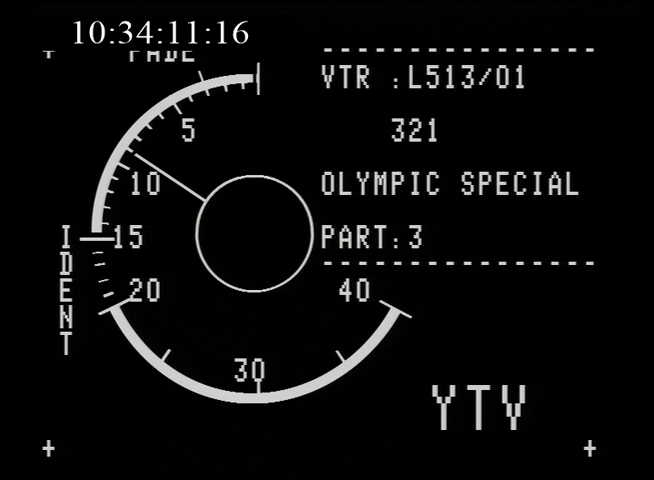 10:34:11:16
FADE
VTR :L513/01
5
321
10
OLYMPIC SPECIAL
15
PART:3
IDENT
20
40
30
YTV